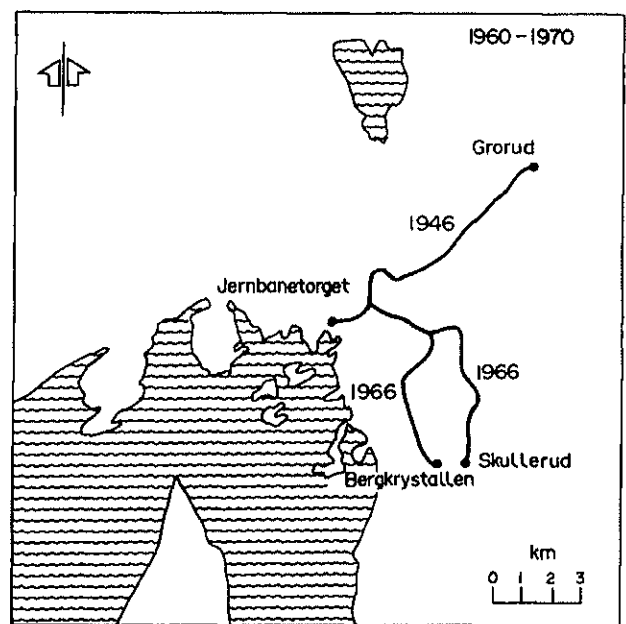 1960-1970
Grorud
1946
Jernbanetorget
1966
1966
Skullerud
Bergkrystallen
km
0 1 2 3